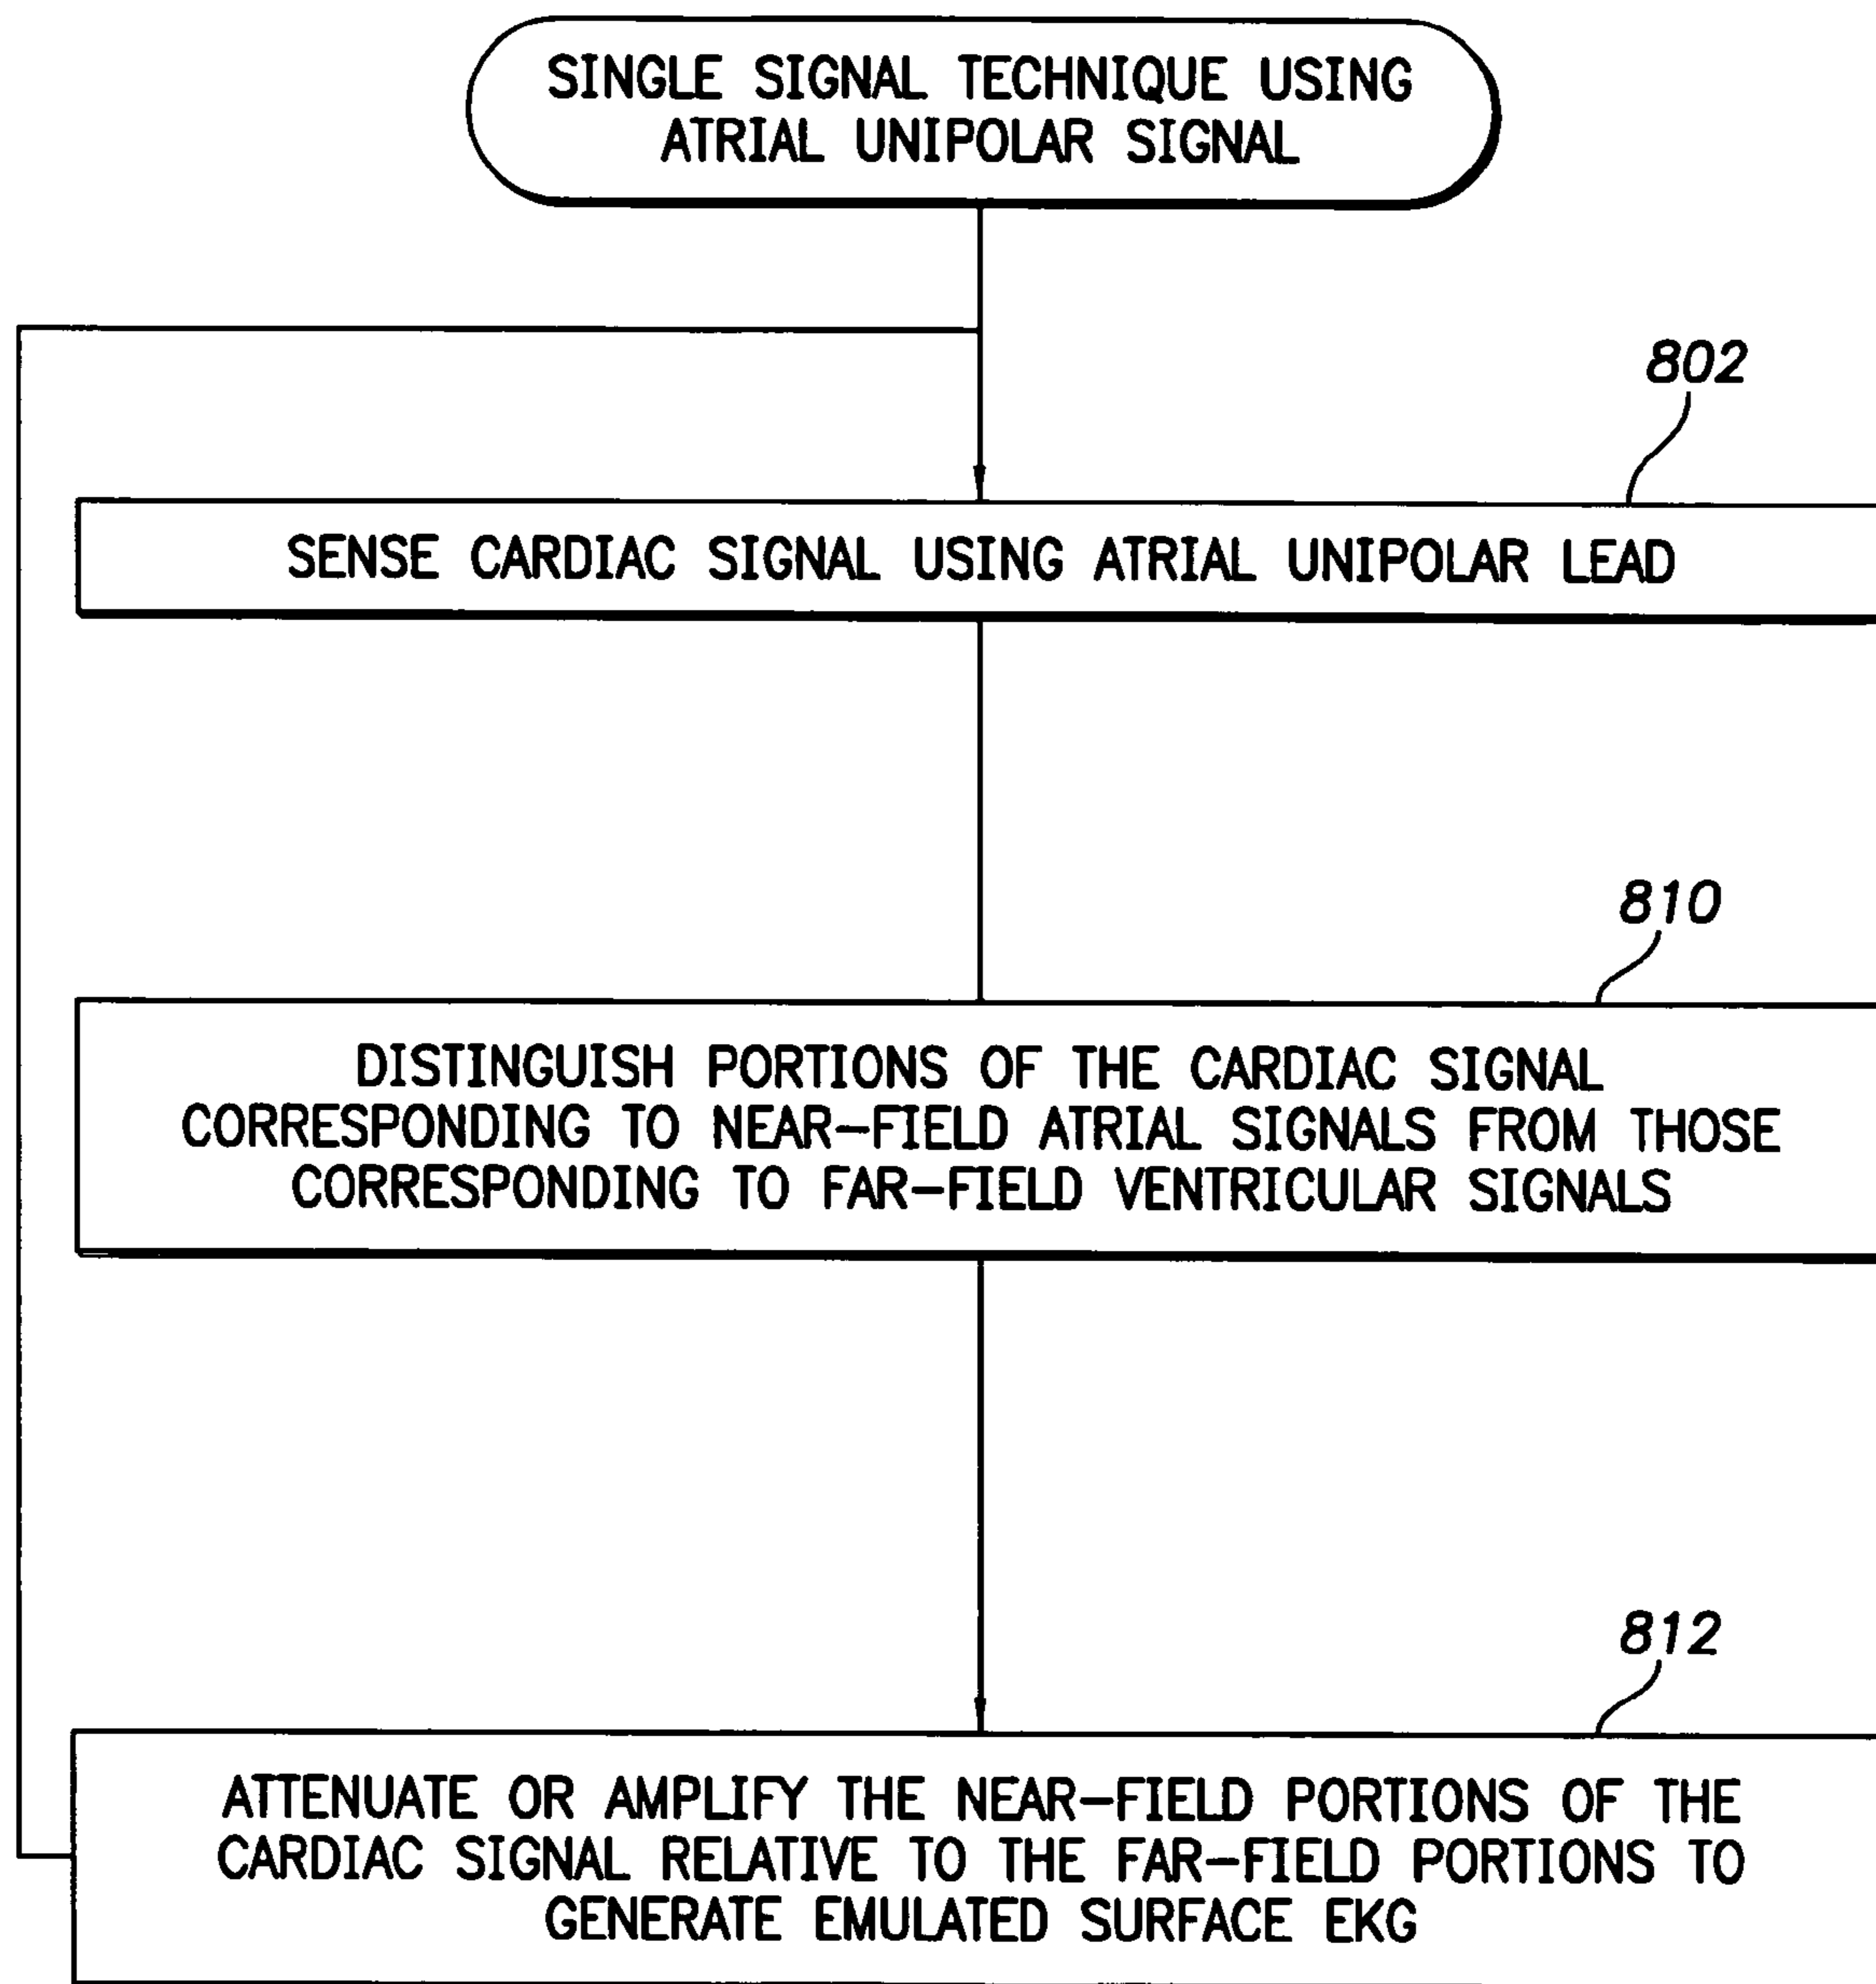 SINGLE SIGNAL TECHNIQUE USING
ATRIAL UNIPOLAR SIGNAL
802
SENSE CARDIAC SIGNAL USING ATRIAL UNIPOLAR LEAD
810
DISTINGUISH PORTIONS OF THE CARDIAC SIGNAL
CORRESPONDING TO NEAR-FIELD ATRIAL SIGNALS FROM THOSE
CORRESPONDING TO FAR-FIELD VENTRICULAR SIGNALS
812
ATTENUATE OR AMPLIFY THE NEAR-FIELD PORTIONS OF THE
CARDIAC SIGNAL RELATIVE TO THE FAR-FIELD PORTIONS TO
GENERATE EMULATED SURFACE EKG